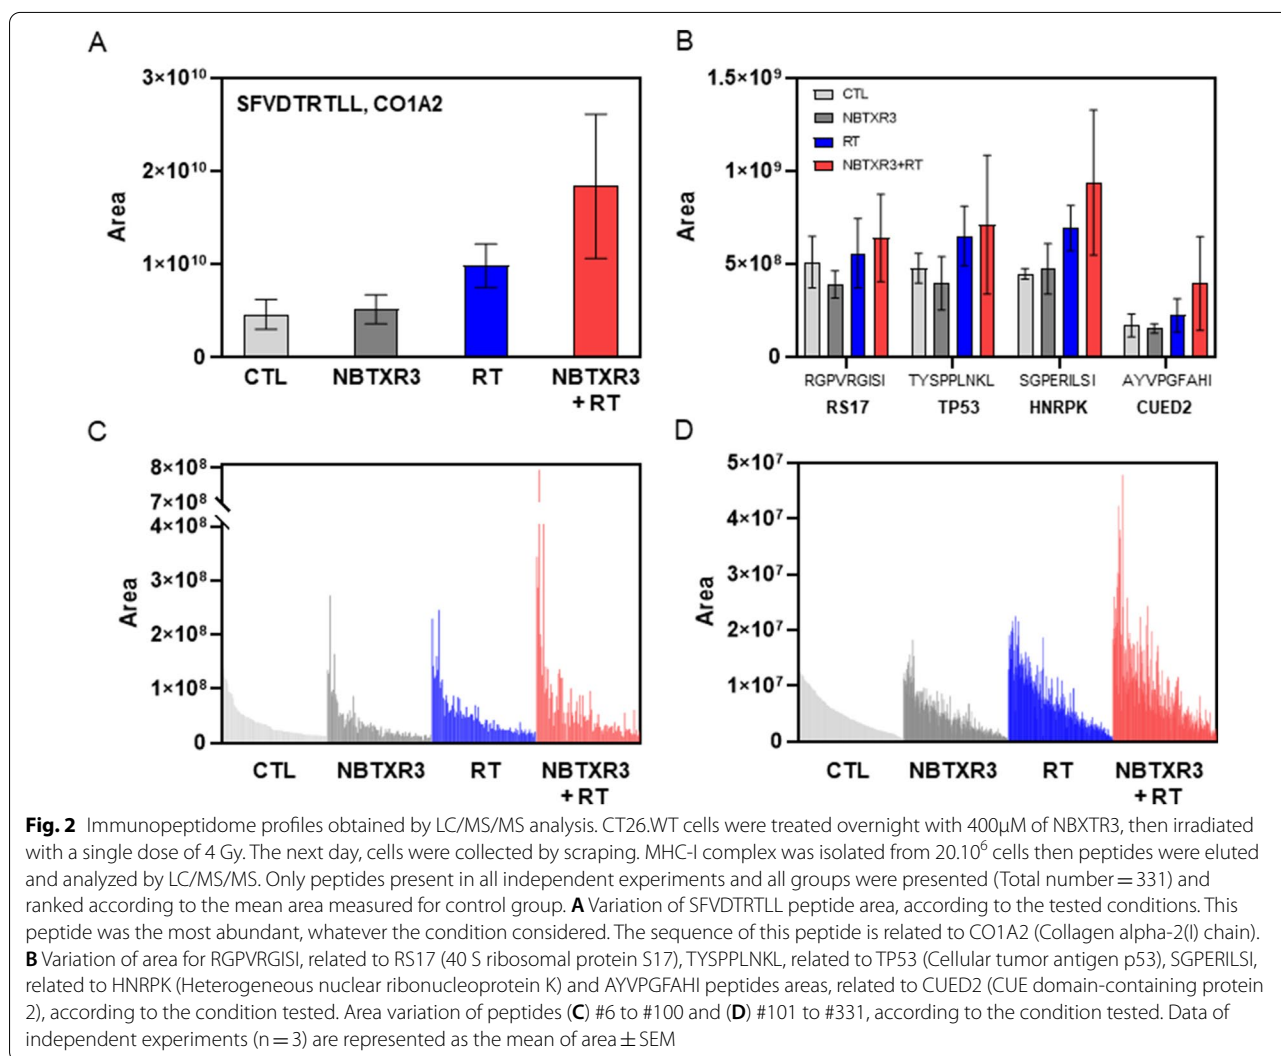 A
3×10¹⁰
SFVDTRTLL, CO1A2
2×10¹⁰
Area
1×10¹⁰
0
CTL NBTXR3 RT NBTXR3
+ RT
B
1.5×10⁹
CTL
NBTXR3
RT
NBTXR3+RT
1×10⁹
Area
5×10⁸
0
RGPVRGISI TYSPPLNKL SGPERILSI AYVPGFAHI
RS17 TP53 HNRPK CUED2
C
8×10⁸
7×10⁸
4×10⁸
3×10⁸
Area
2×10⁸
1×10⁸
0
CTL NBTXR3 RT NBTXR3
+ RT
D
5×10⁷
4×10⁷
3×10⁷
Area
2×10⁷
1×10⁷
0
CTL NBTXR3 RT NBTXR3
+ RT
Fig. 2 Immunopeptidome profiles obtained by LC/MS/MS analysis. CT26.WT cells were treated overnight with 400μM of NBXTR3, then irradiated
with a single dose of 4 Gy. The next day, cells were collected by scraping. MHC-I complex was isolated from 20.10⁶ cells then peptides were eluted
and analyzed by LC/MS/MS. Only peptides present in all independent experiments and all groups were presented (Total number = 331) and
ranked according to the mean area measured for control group. A Variation of SFVDTRTLL peptide area, according to the tested conditions. This
peptide was the most abundant, whatever the condition considered. The sequence of this peptide is related to CO1A2 (Collagen alpha-2(I) chain).
B Variation of area for RGPVRGISI, related to RS17 (40 S ribosomal protein S17), TYSPPLNKL, related to TP53 (Cellular tumor antigen p53), SGPERILSI,
related to HNRPK (Heterogeneous nuclear ribonucleoprotein K) and AYVPGFAHI peptides areas, related to CUED2 (CUE domain-containing protein
2), according to the condition tested. Area variation of peptides (C) #6 to #100 and (D) #101 to #331, according to the condition tested. Data of
independent experiments (n = 3) are represented as the mean of area ± SEM